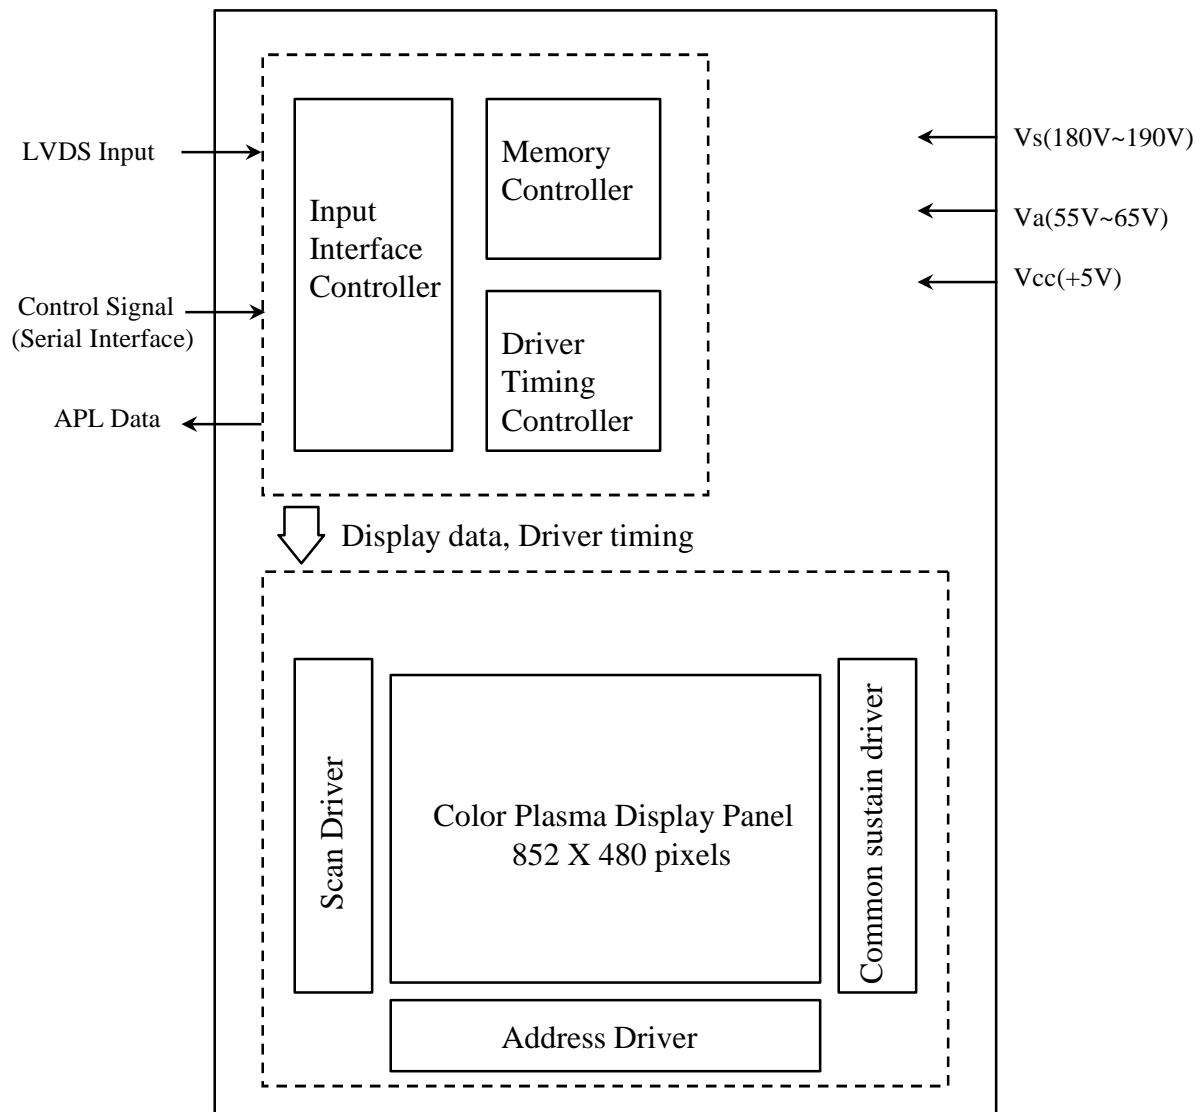 LVDS Input
Control Signal
(Serial Interface)
APL Data
Input
Interface
Controller
Memory
Controller
Driver
Timing
Controller
Vs(180V~190V)
Va(55V~65V)
Vcc(+5V)
Display data, Driver timing
Scan Driver
Color Plasma Display Panel
852 X 480 pixels
Common sustain driver
Address Driver